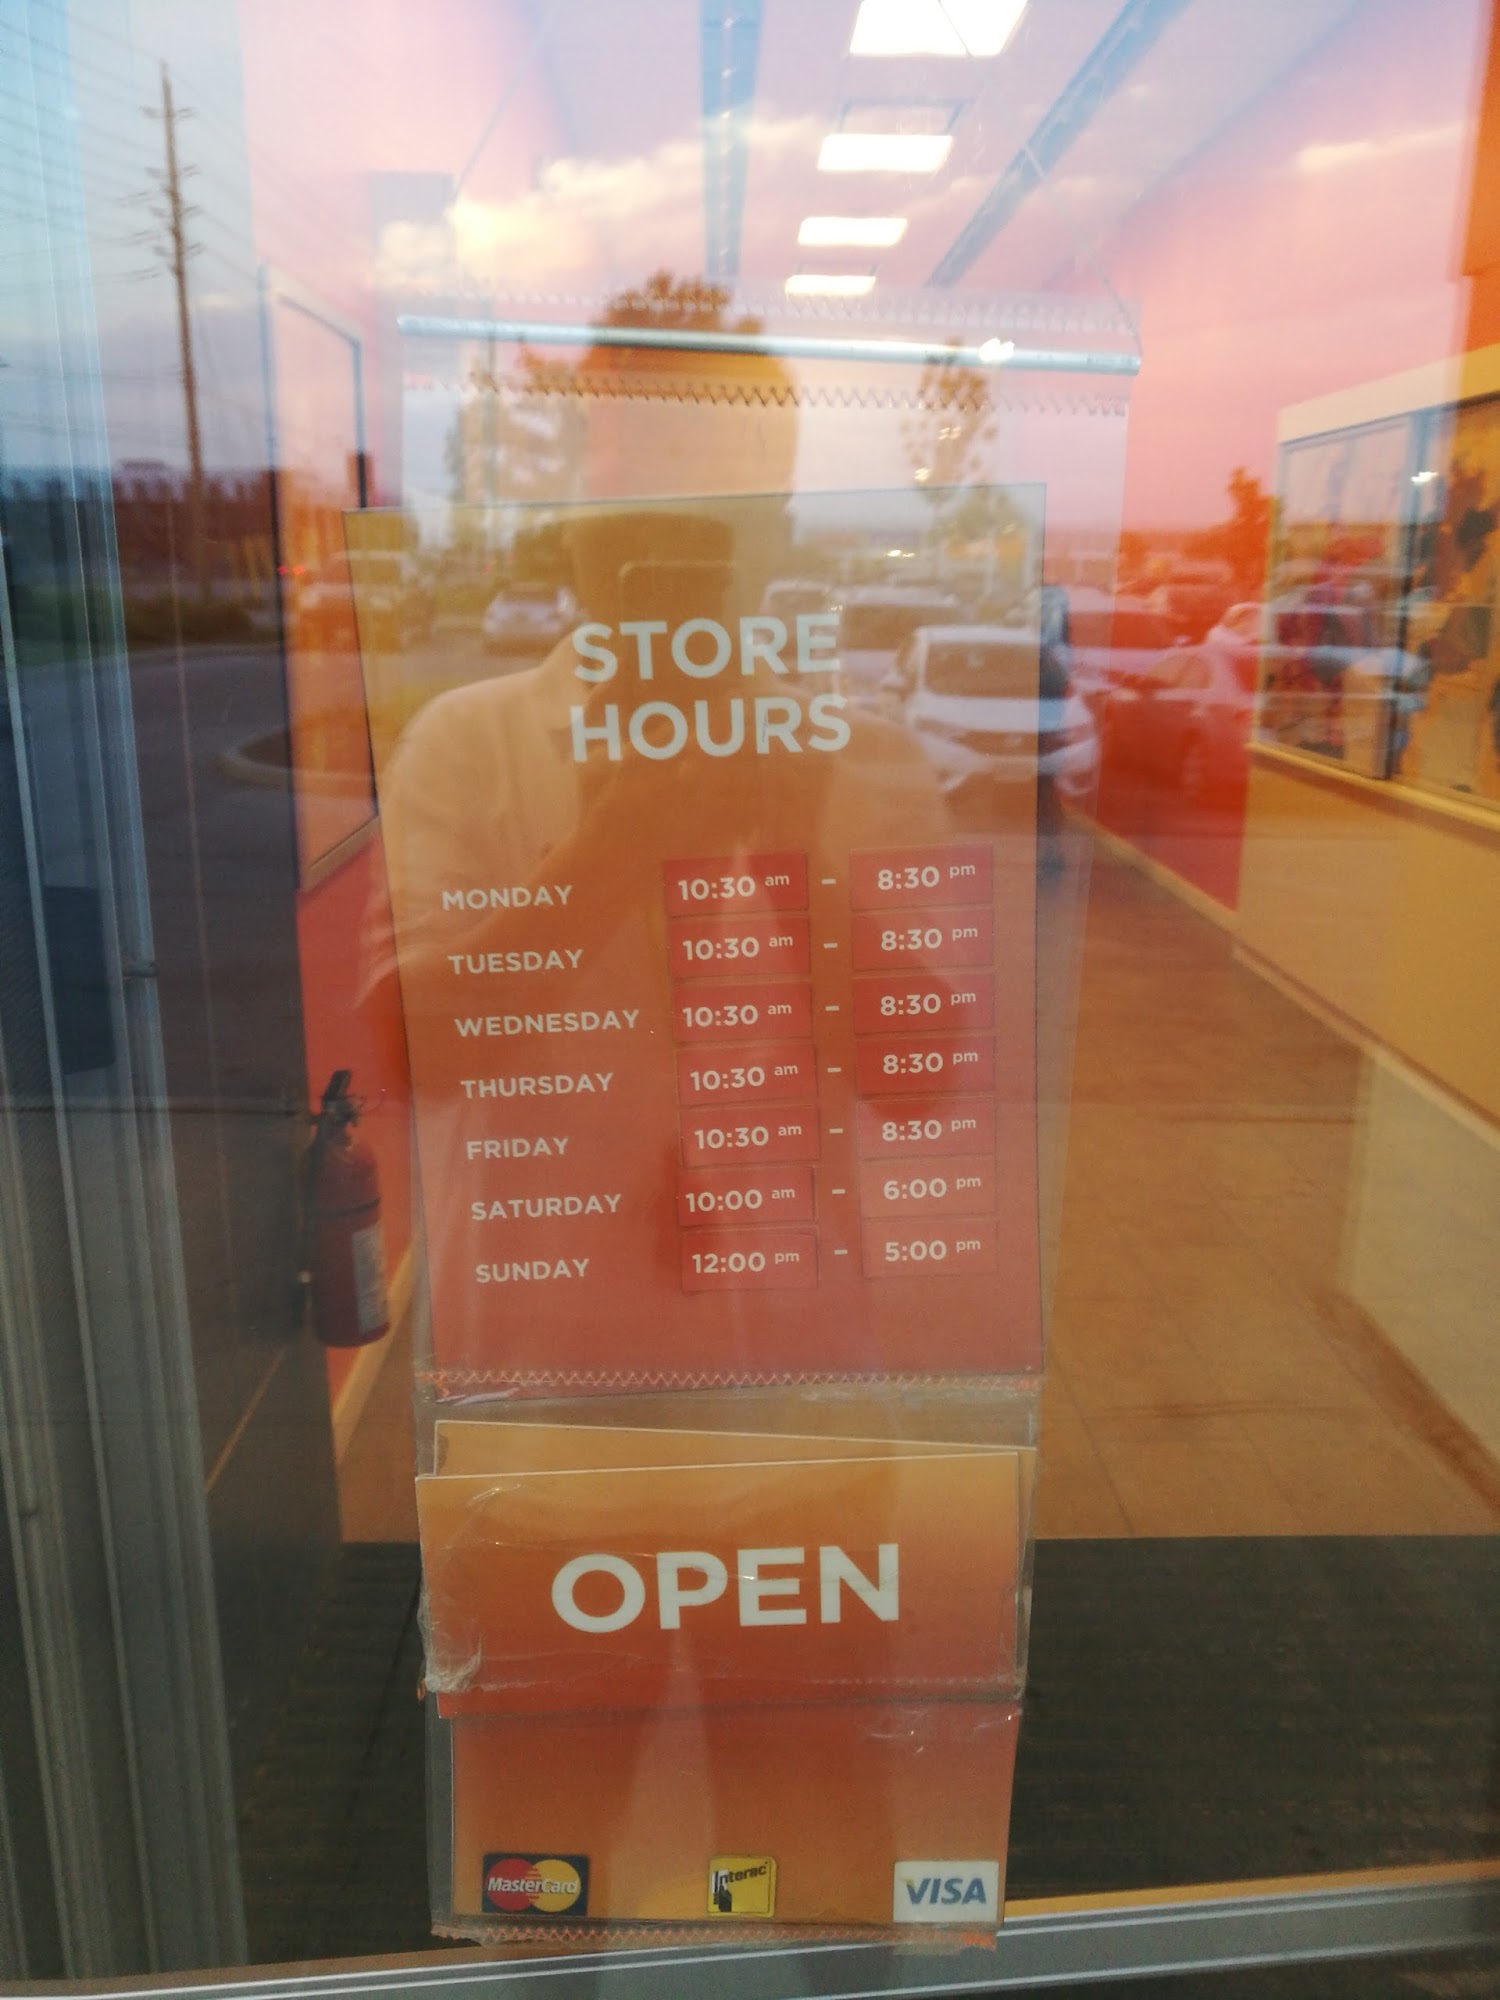 STORE
HOURS
MONDAY 10:30 am - 8:30 pm
TUESDAY 10:30 am - 8:30 pm
WEDNESDAY 10:30 am - 8:30 pm
THURSDAY 10:30 am - 8:30 pm
FRIDAY 10:30 am - 8:30 pm
SATURDAY 10:00 am - 6:00 pm
SUNDAY 12:00 pm - 5:00 pm
OPEN
MasterCard Interac VISA